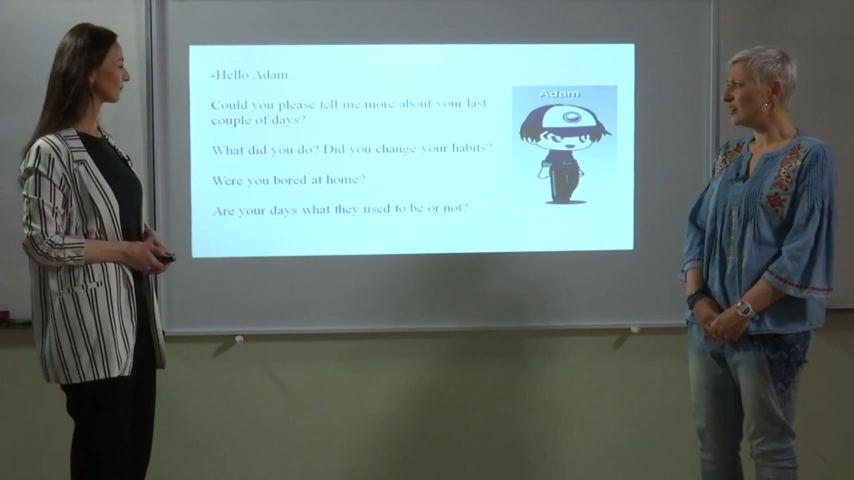 -Hello Adam
Could you please tell me more about your last
couple of days?
What did you do? Did you change your habits?
Were you bored at home?
Are your days what they used to be or not?
Adam